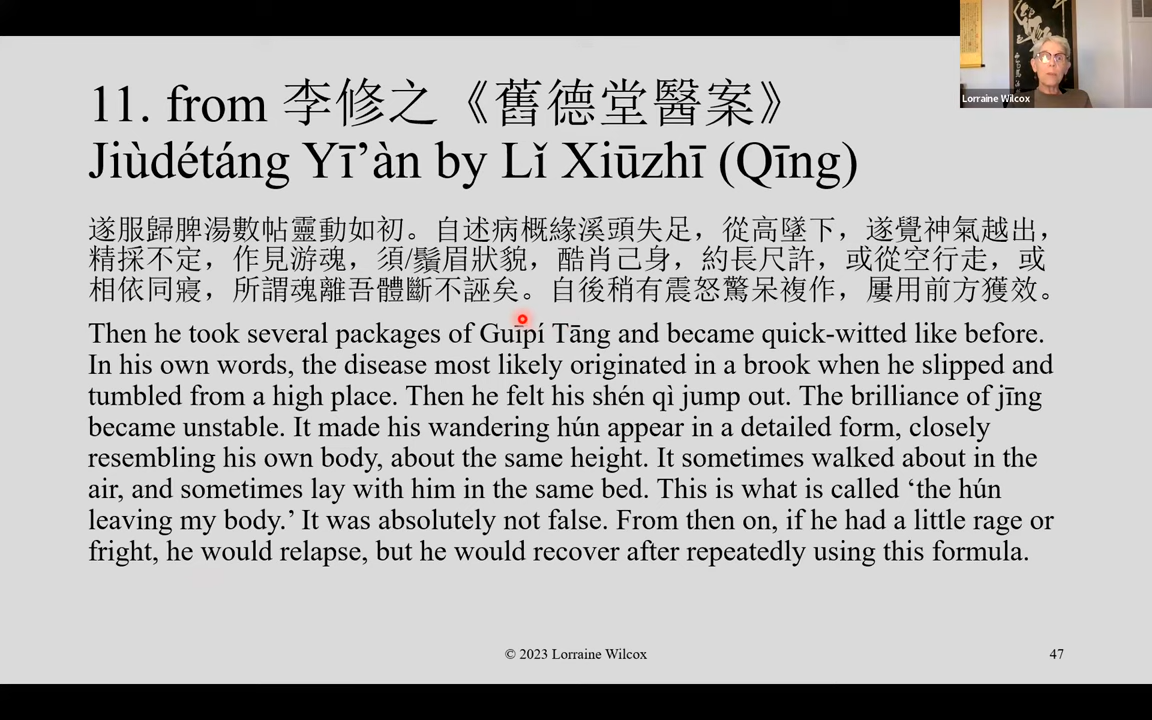 11. from 李修之《舊德堂醫案》
Jiùdétáng Yī’àn by Lǐ Xiūzhī (Qīng)
遂服歸脾湯數帖靈動如初。自述病概緣溪頭失足，從高墜下，遂覺神氣越出，
精採不定，作見游魂，須/鬚眉狀貌，酷肖己身，約長尺許，或從空行走，或
相依同寢，所謂魂離吾體斷不誣矣。自後稍有震怒驚呆複作，屢用前方獲效。
Then he took several packages of Guīpí Tāng and became quick-witted like before.
In his own words, the disease most likely originated in a brook when he slipped and
tumbled from a high place. Then he felt his shén qì jump out. The brilliance of jīng
became unstable. It made his wandering hún appear in a detailed form, closely
resembling his own body, about the same height. It sometimes walked about in the
air, and sometimes lay with him in the same bed. This is what is called ‘the hún
leaving my body.’ It was absolutely not false. From then on, if he had a little rage or
fright, he would relapse, but he would recover after repeatedly using this formula.
© 2023 Lorraine Wilcox
47
Lorraine Wilcox